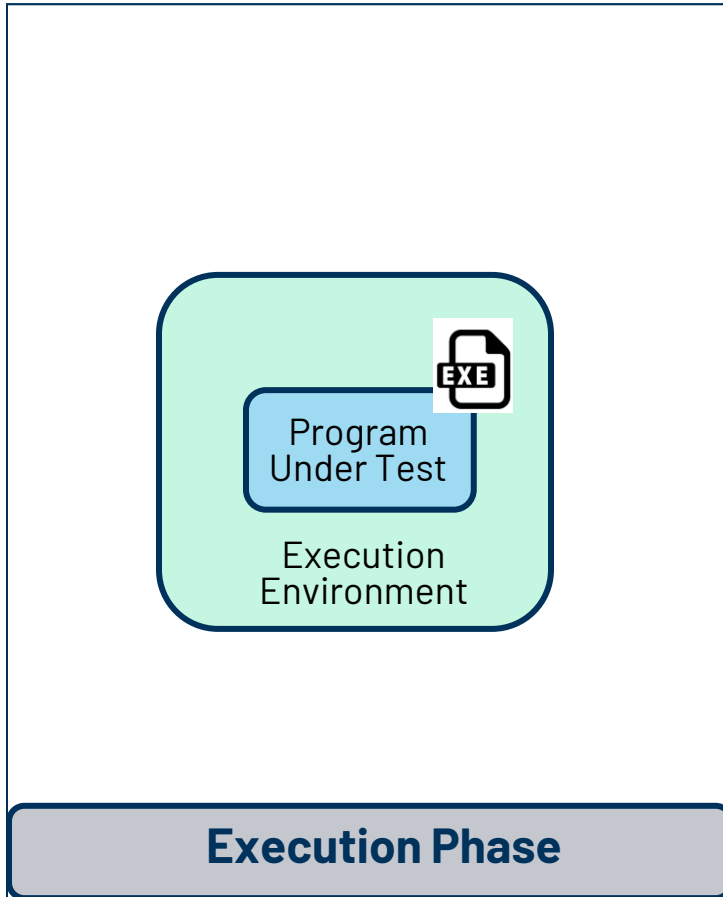 EXE
Program
Under Test
Execution
Environment
Execution Phase